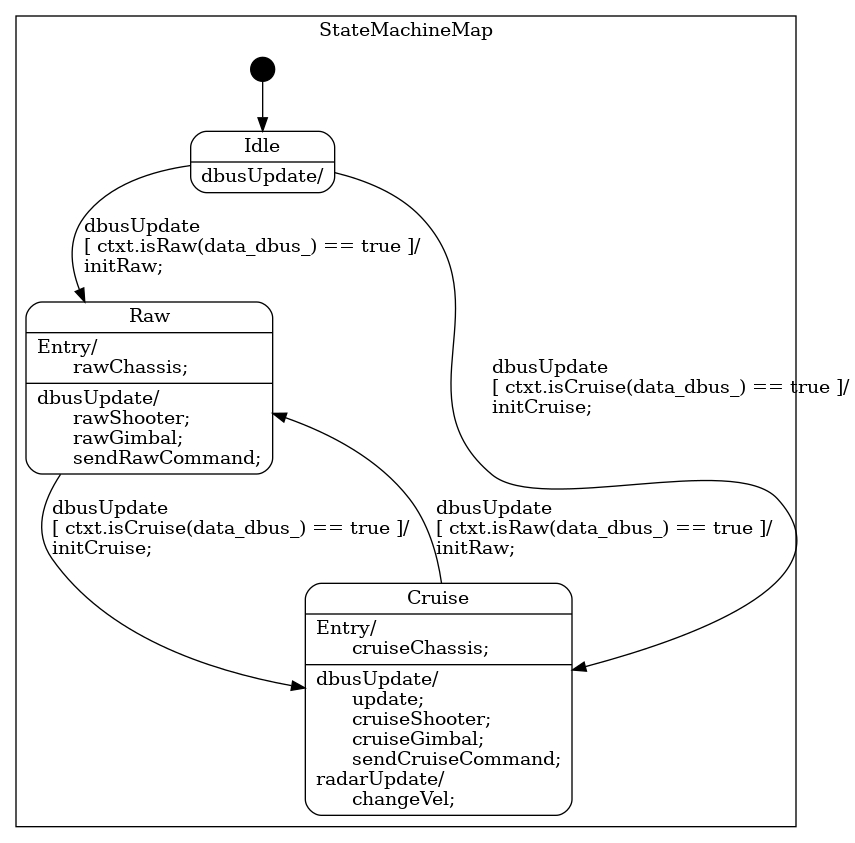 StateMachineMap
Idle
dbusUpdate/
dbusUpdate
[ ctxt.isRaw(data_dbus_) == true ]/
initRaw;
Raw
Entry/
rawChassis;
dbusUpdate/
rawShooter;
rawGimbal;
sendRawCommand;
dbusUpdate
[ ctxt.isCruise(data_dbus_) == true ]/
initCruise;
dbusUpdate
[ ctxt.isCruise(data_dbus_) == true ]/
initCruise;
dbusUpdate
[ ctxt.isRaw(data_dbus_) == true ]/
initRaw;
Cruise
Entry/
cruiseChassis;
dbusUpdate/
update;
cruiseShooter;
cruiseGimbal;
sendCruiseCommand;
radarUpdate/
changeVel;